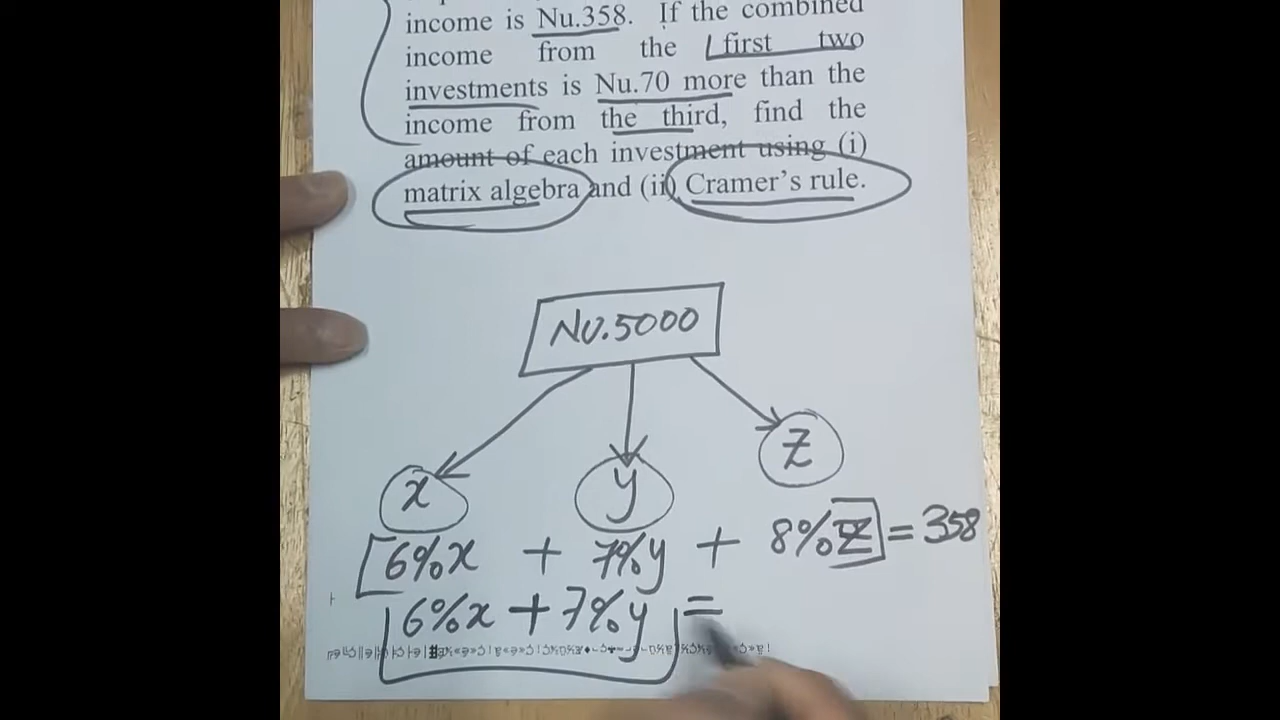 income is Nu.358. If the combined
income from the first two
investments is Nu.70 more than the
income from the third, find the
amount of each investment using (i)
matrix algebra and (ii) Cramer's rule.
NU.5000
x y z
6%x + 7%y + 8%z = 358
6%x + 7%y =